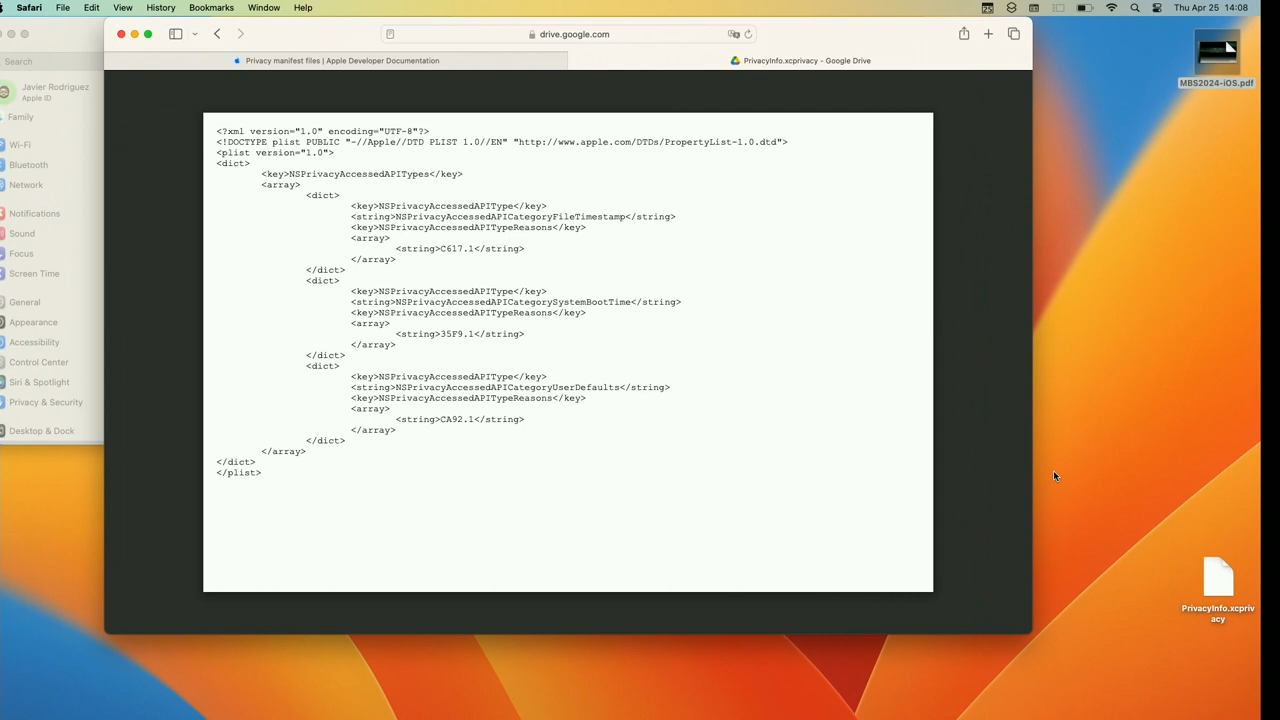 Safari File Edit View History Bookmarks Window Help
Thu Apr 25 14:08
drive.google.com
Privacy manifest files | Apple Developer Documentation
PrivacyInfo.xcprivacy - Google Drive
Search
Javier Rodriguez
Apple ID
Family
Wi-Fi
Bluetooth
Network
Notifications
Sound
Focus
Screen Time
General
Appearance
Accessibility
Control Center
Siri & Spotlight
Privacy & Security
Desktop & Dock
<?xml version="1.0" encoding="UTF-8"?>
<!DOCTYPE plist PUBLIC "-//Apple//DTD PLIST 1.0//EN" "http://www.apple.com/DTDs/PropertyList-1.0.dtd">
<plist version="1.0">
<dict>
<key>NSPrivacyAccessedAPITypes</key>
<array>
<dict>
<key>NSPrivacyAccessedAPIType</key>
<string>NSPrivacyAccessedAPICategoryFileTimestamp</string>
<key>NSPrivacyAccessedAPITypeReasons</key>
<array>
<string>C617.1</string>
</array>
</dict>
<dict>
<key>NSPrivacyAccessedAPIType</key>
<string>NSPrivacyAccessedAPICategorySystemBootTime</string>
<key>NSPrivacyAccessedAPITypeReasons</key>
<array>
<string>35F9.1</string>
</array>
</dict>
<dict>
<key>NSPrivacyAccessedAPIType</key>
<string>NSPrivacyAccessedAPICategoryUserDefaults</string>
<key>NSPrivacyAccessedAPITypeReasons</key>
<array>
<string>CA92.1</string>
</array>
</dict>
</array>
</dict>
</plist>
MBS2024-iOS.pdf
PrivacyInfo.xcpriv
acy